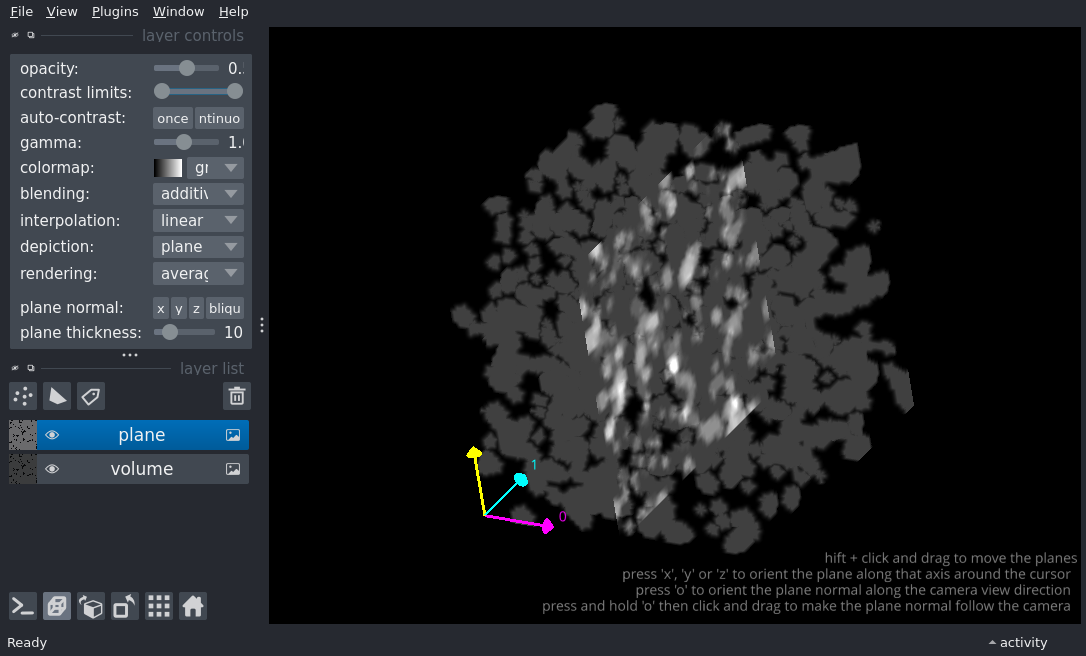 File View Plugins Window Help
layer controls
opacity: 0.
contrast limits:
auto-contrast: once ntinuo
gamma: 1.
colormap: gr
blending: additiv
interpolation: linear
depiction: plane
rendering: averag
plane normal: x y z bliqu
plane thickness: 10
layer list
plane
volume
1
0
hift + click and drag to move the planes
press 'x', 'y' or 'z' to orient the plane along that axis around the cursor
press 'o' to orient the plane normal along the camera view direction
press and hold 'o' then click and drag to make the plane normal follow the camera
Ready activity